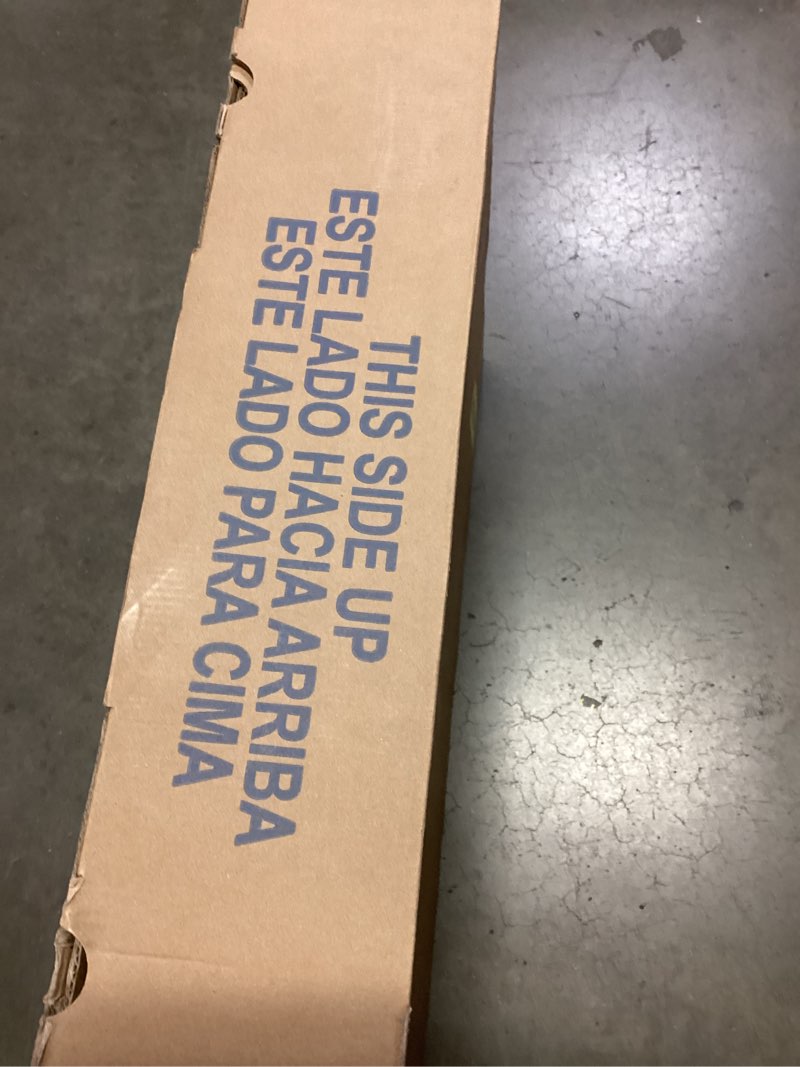 THIS SIDE UP
ESTE LADO HACIA ARRIBA
ESTE LADO PARA CIMA